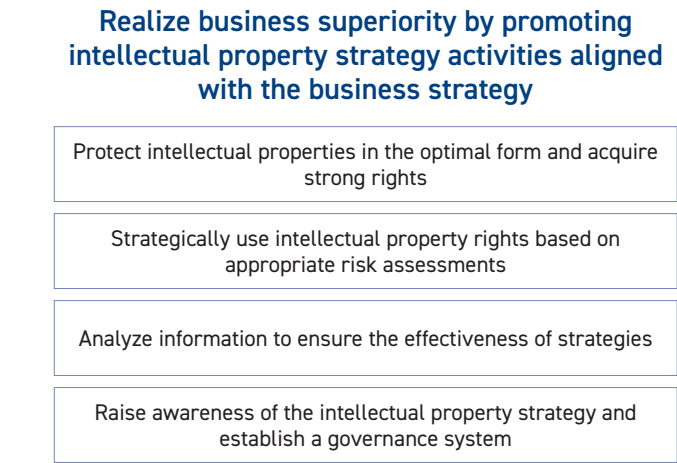 Realize business superiority by promoting
intellectual property strategy activities aligned
with the business strategy
Protect intellectual properties in the optimal form and acquire
strong rights
Strategically use intellectual property rights based on
appropriate risk assessments
Analyze information to ensure the effectiveness of strategies
Raise awareness of the intellectual property strategy and
establish a governance system